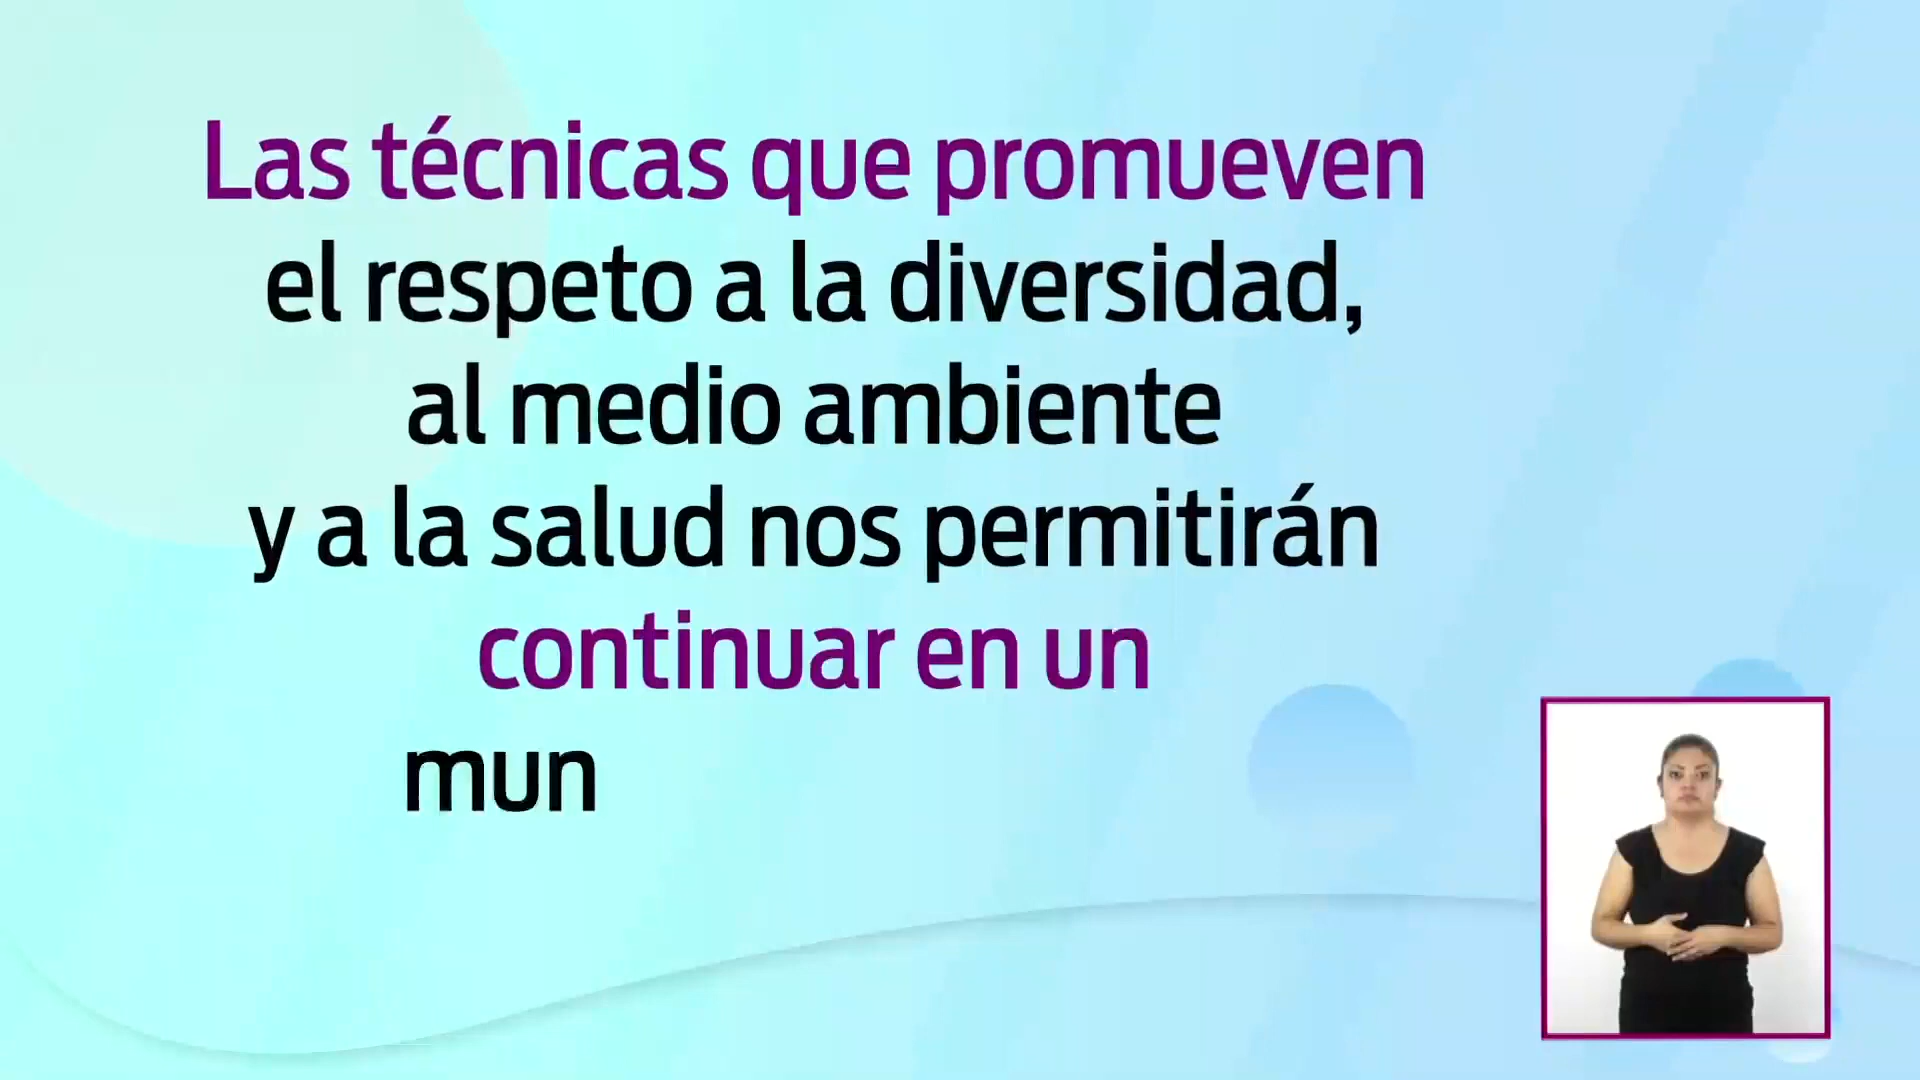 Las técnicas que promueven
el respeto a la diversidad,
al medio ambiente
y a la salud nos permitirán
continuar en un
mun